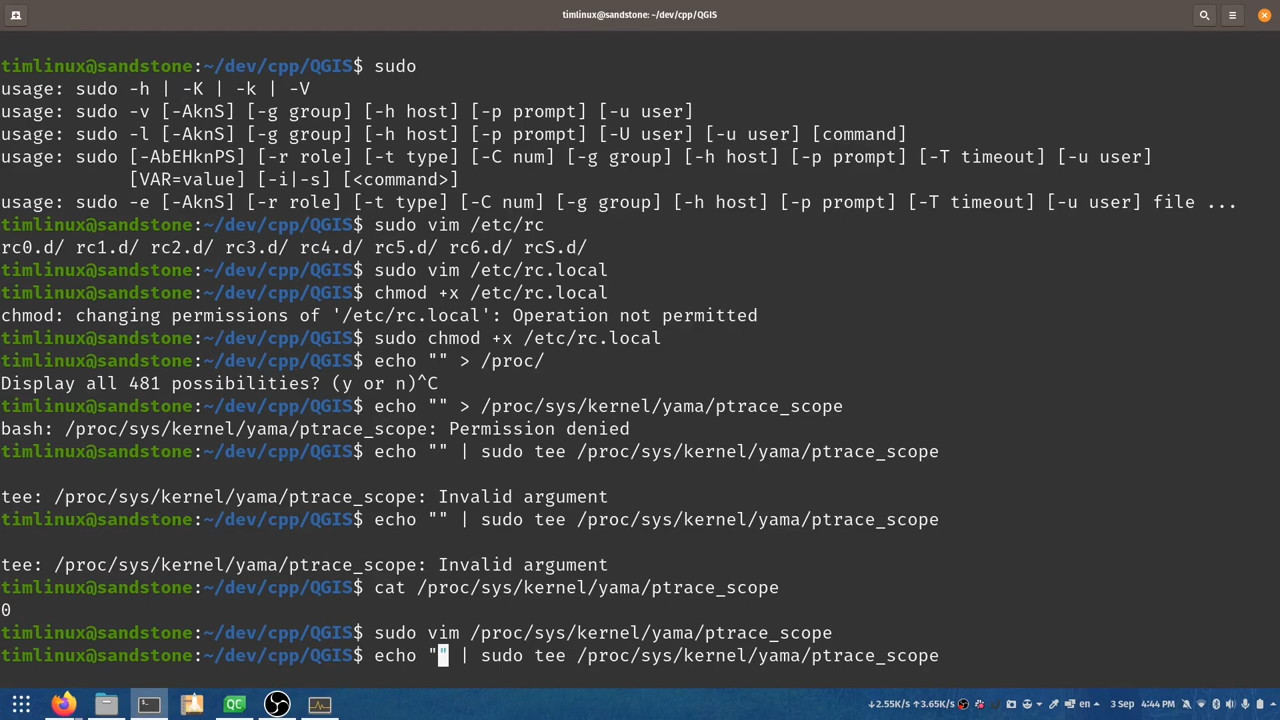 timlinux@sandstone: ~/dev/cpp/QGIS
timlinux@sandstone:~/dev/cpp/QGIS$ sudo
usage: sudo -h | -K | -k | -V
usage: sudo -v [-AknS] [-g group] [-h host] [-p prompt] [-u user]
usage: sudo -l [-AknS] [-g group] [-h host] [-p prompt] [-U user] [-u user] [command]
usage: sudo [-AbEHknPS] [-r role] [-t type] [-C num] [-g group] [-h host] [-p prompt] [-T timeout] [-u user]
[VAR=value] [-i|-s] [<command>]
usage: sudo -e [-AknS] [-r role] [-t type] [-C num] [-g group] [-h host] [-p prompt] [-T timeout] [-u user] file ...
timlinux@sandstone:~/dev/cpp/QGIS$ sudo vim /etc/rc
rc0.d/ rc1.d/ rc2.d/ rc3.d/ rc4.d/ rc5.d/ rc6.d/ rcS.d/
timlinux@sandstone:~/dev/cpp/QGIS$ sudo vim /etc/rc.local
timlinux@sandstone:~/dev/cpp/QGIS$ chmod +x /etc/rc.local
chmod: changing permissions of '/etc/rc.local': Operation not permitted
timlinux@sandstone:~/dev/cpp/QGIS$ sudo chmod +x /etc/rc.local
timlinux@sandstone:~/dev/cpp/QGIS$ echo "" > /proc/
Display all 481 possibilities? (y or n)^C
timlinux@sandstone:~/dev/cpp/QGIS$ echo "" > /proc/sys/kernel/yama/ptrace_scope
bash: /proc/sys/kernel/yama/ptrace_scope: Permission denied
timlinux@sandstone:~/dev/cpp/QGIS$ echo "" | sudo tee /proc/sys/kernel/yama/ptrace_scope
tee: /proc/sys/kernel/yama/ptrace_scope: Invalid argument
timlinux@sandstone:~/dev/cpp/QGIS$ echo "" | sudo tee /proc/sys/kernel/yama/ptrace_scope
tee: /proc/sys/kernel/yama/ptrace_scope: Invalid argument
timlinux@sandstone:~/dev/cpp/QGIS$ cat /proc/sys/kernel/yama/ptrace_scope
0
timlinux@sandstone:~/dev/cpp/QGIS$ sudo vim /proc/sys/kernel/yama/ptrace_scope
timlinux@sandstone:~/dev/cpp/QGIS$ echo "" | sudo tee /proc/sys/kernel/yama/ptrace_scope
QC ↓2.55K/s ↑3.65K/s en 3 Sep 4:44 PM